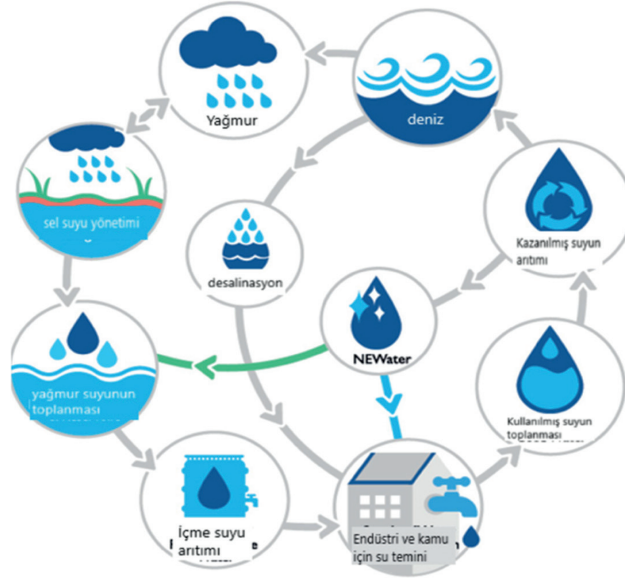 Yağmur
deniz
sel suyu yönetimi
Kazanılmış suyun
arıtımı
desalinasyon
NEWater
yağmur suyunun
toplanması
Kullanılmış suyun
toplanması
İçme suyu
arıtımı
Endüstri ve kamu
için su temini